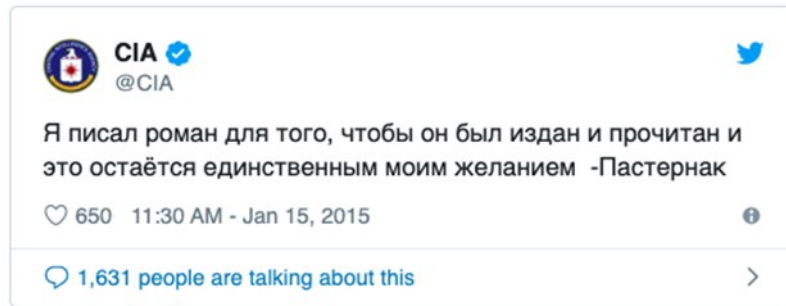 CIA
@CIA
Я писал роман для того, чтобы он был издан и прочитан и
это остаётся единственным моим желанием -Пастернак
650 11:30 AM - Jan 15, 2015
1,631 people are talking about this